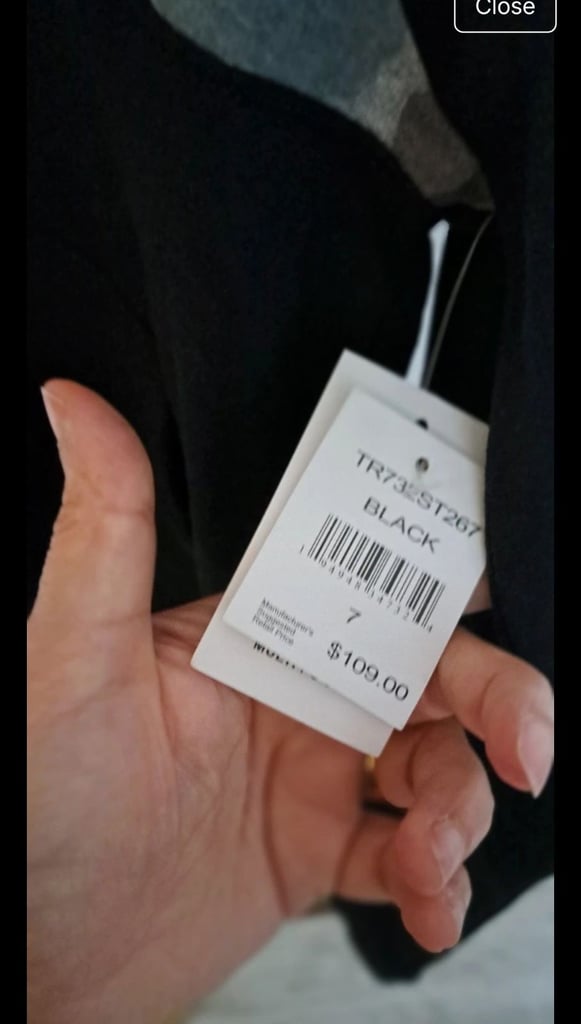 Close
TR732ST267
BLACK
7
Manufacturer's
Suggested
Retail Price
$109.00